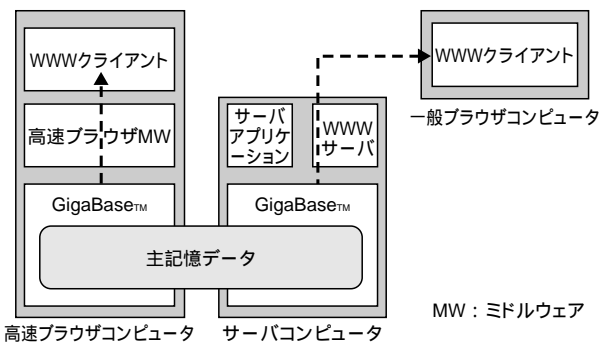 WWWクライアント
高速ブラウザMW
GigaBaseTM
サーバ
アプリケ
ーション
WWW
サーバ
GigaBaseTM
主記憶データ
高速ブラウザコンピュータ
サーバコンピュータ
WWWクライアント
一般ブラウザコンピュータ
MW：ミドルウェア